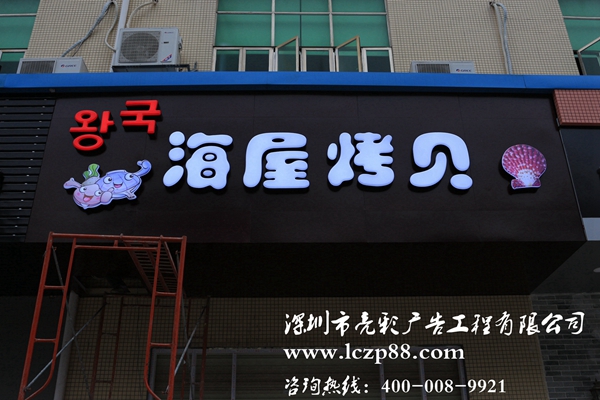 왕국
海屋烤贝
深圳市亮彩广告工程有限公司
www.lczp88.com
咨询热线：400-008-9921